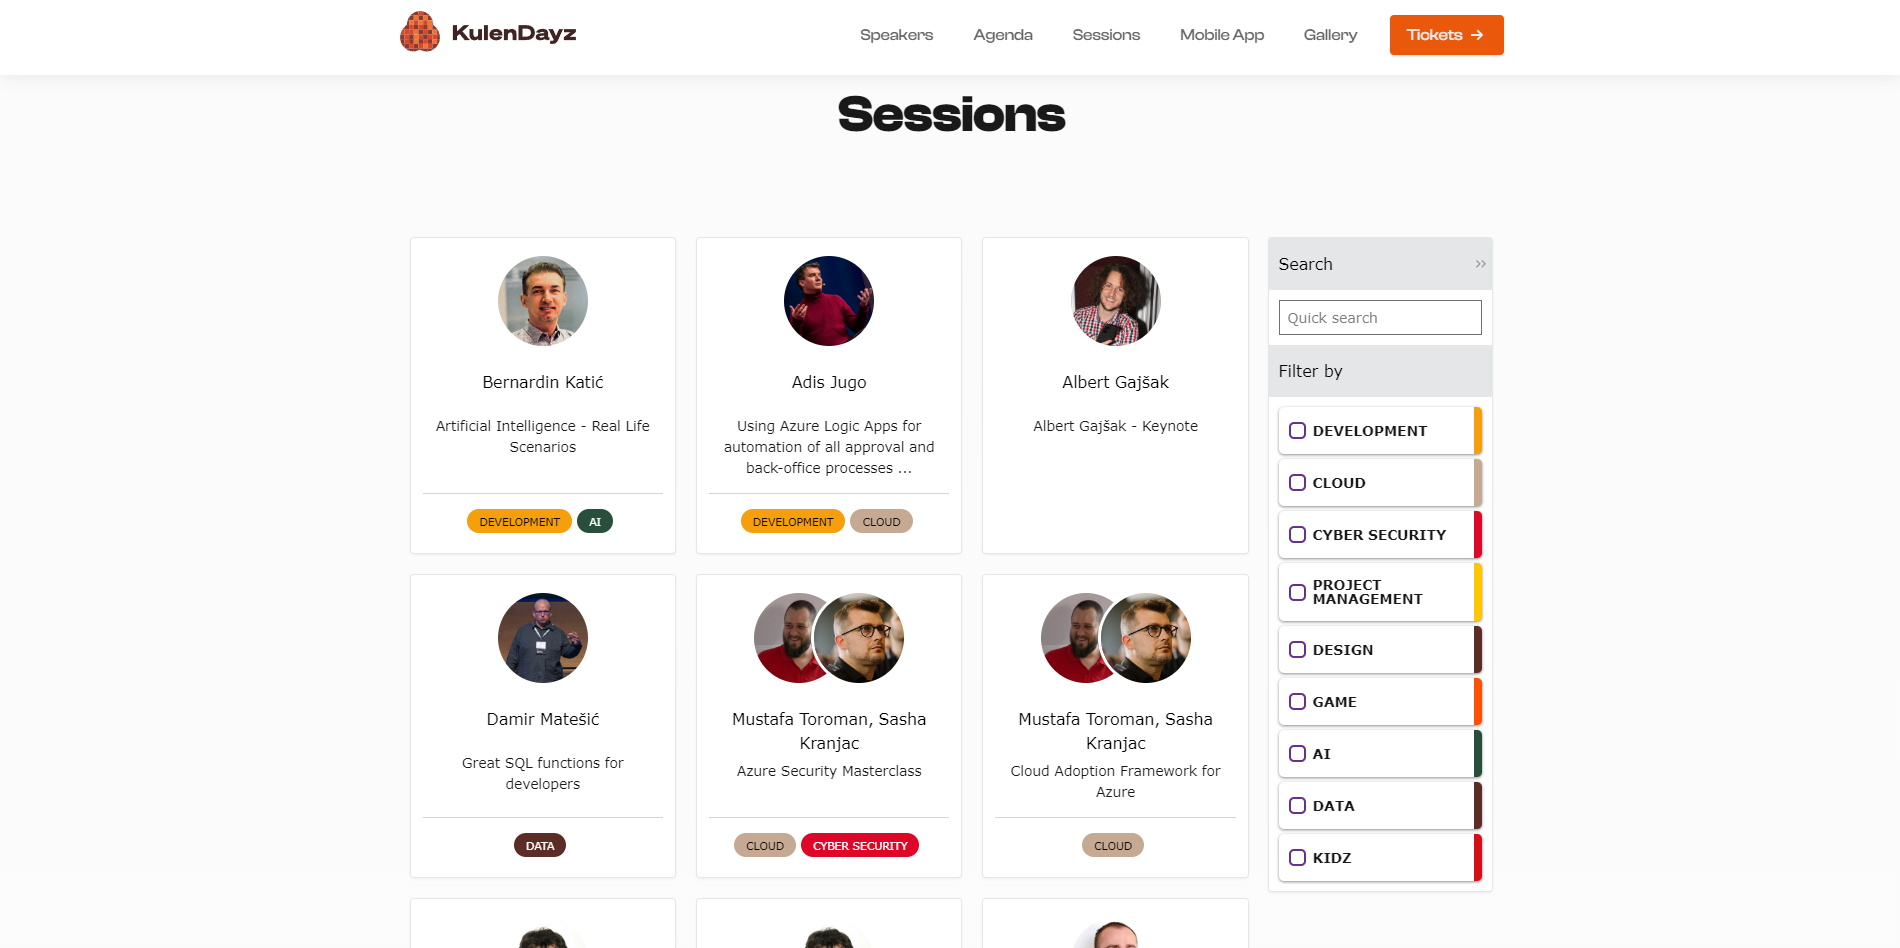 KulenDayz
Speakers
Agenda
Sessions
Mobile App
Gallery
Tickets →
Sessions
Bernardin Katić
Artificial Intelligence - Real Life
Scenarios
DEVELOPMENT
AI
Adis Jugo
Using Azure Logic Apps for
automation of all approval and
back-office processes ...
DEVELOPMENT
CLOUD
Albert Gajšak
Albert Gajšak - Keynote
Damir Matešić
Great SQL functions for
developers
DATA
Mustafa Toroman, Sasha
Kranjac
Azure Security Masterclass
CLOUD
CYBER SECURITY
Mustafa Toroman, Sasha
Kranjac
Cloud Adoption Framework for
Azure
CLOUD
Search
Quick search
Filter by
DEVELOPMENT
CLOUD
CYBER SECURITY
PROJECT
MANAGEMENT
DESIGN
GAME
AI
DATA
KIDZ